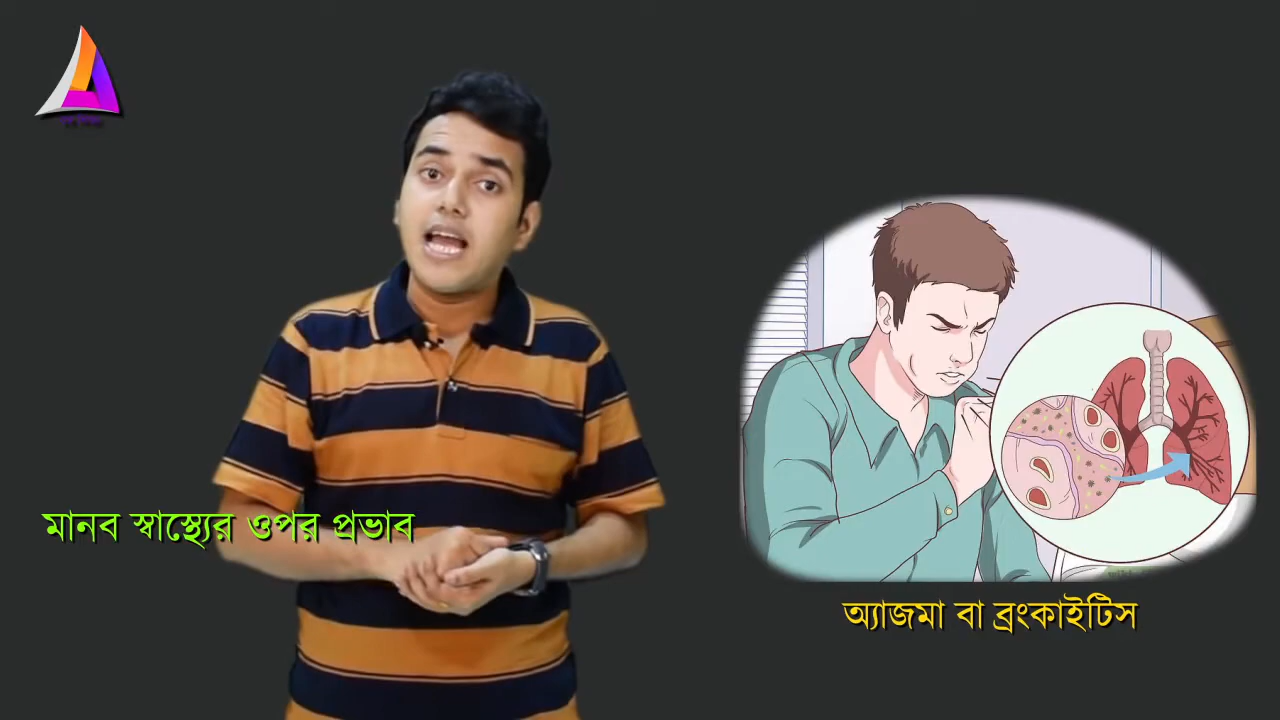 মানব স্বাস্থ্যের ওপর প্রভাব
অ্যাজমা বা ব্রংকাইটিস